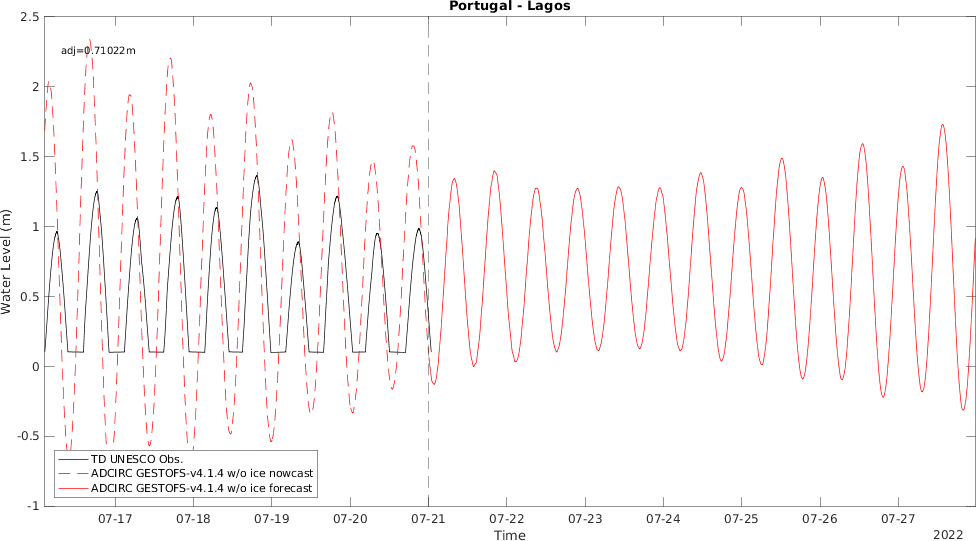 Portugal - Lagos
adj=0.71022m
2.5
2
1.5
1
0.5
0
-0.5
-1
Water Level (m)
TD UNESCO Obs.
ADCIRC GESTOFS-v4.1.4 w/o ice nowcast
ADCIRC GESTOFS-v4.1.4 w/o ice forecast
07-17 07-18 07-19 07-20 07-21 07-22 07-23 07-24 07-25 07-26 07-27
Time
2022